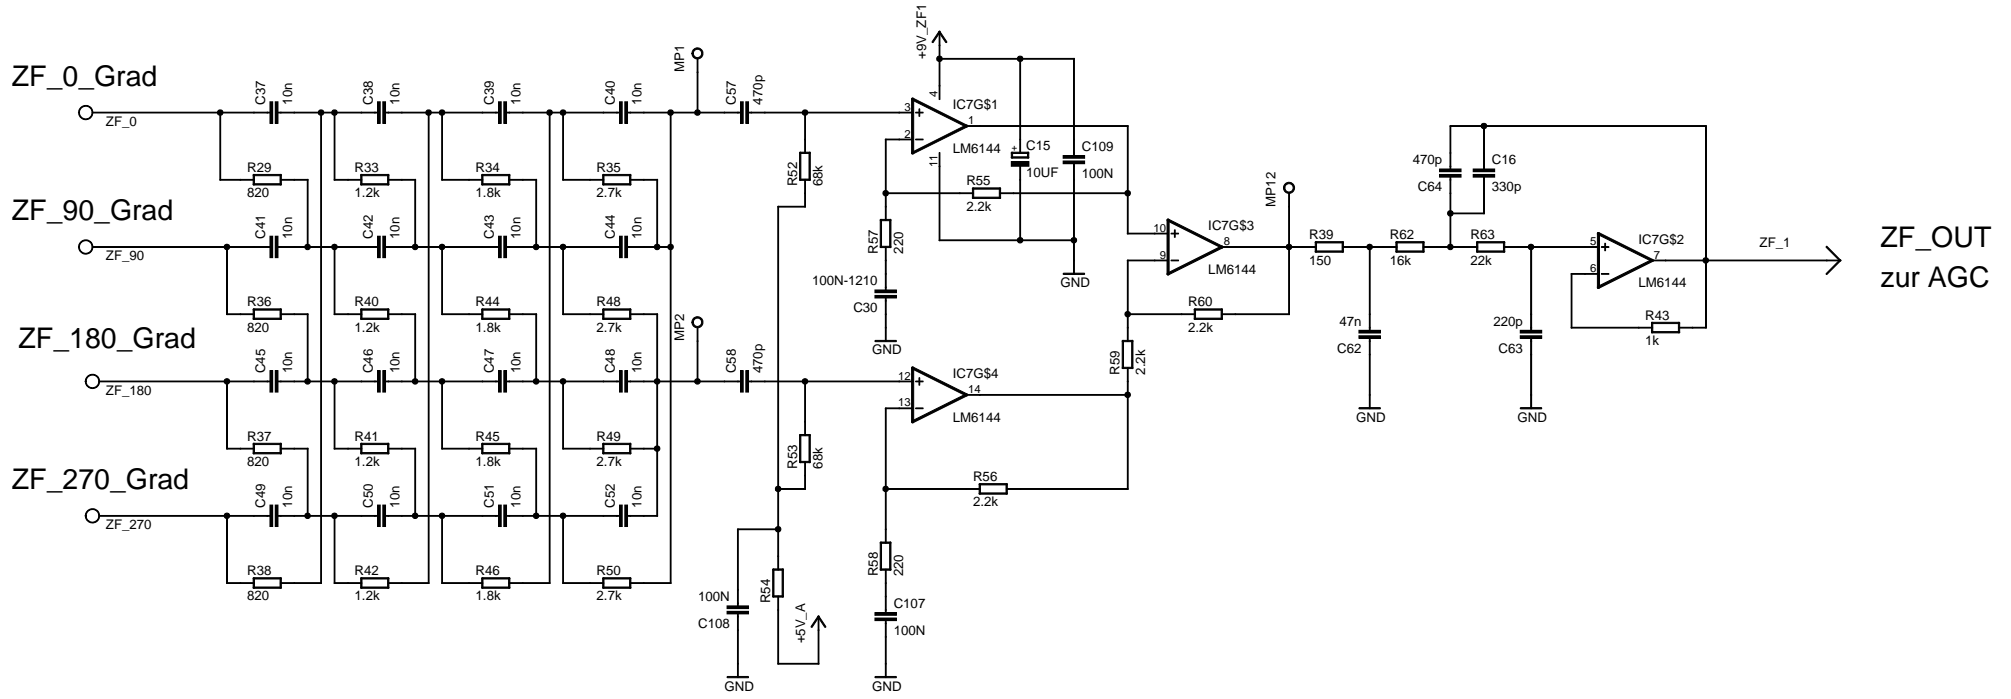 ZF_0_Grad
ZF_0
C37
10n
C38
10n
C39
10n
C40
10n
MP1
C57
470p
R29
820
R33
1.2k
R34
1.8k
R35
2.7k
R52
68k
ZF_90_Grad
ZF_90
C41
10n
C42
10n
C43
10n
C44
10n
R36
820
R40
1.2k
R44
1.8k
R48
2.7k
ZF_180_Grad
ZF_180
C45
10n
C46
10n
C47
10n
C48
10n
MP2
C58
470p
R37
820
R41
1.2k
R45
1.8k
R49
2.7k
R53
68k
ZF_270_Grad
ZF_270
C49
10n
C50
10n
C51
10n
C52
10n
R38
820
R42
1.2k
R46
1.8k
R50
2.7k
100N
C108
GND
R54
+5V_A
+9V_ZF1
4
3
+
2
−
11
IC7G$1
1
LM6144
+
C15
10UF
C109
100N
GND
R55
2.2k
R57
220
100N-1210
C30
GND
12
+
13
−
IC7G$4
14
LM6144
R56
2.2k
R58
220
C107
100N
GND
10
+
9
−
IC7G$3
8
LM6144
R60
2.2k
R59
2.2k
MP12
R39
150
47n
C62
GND
R62
16k
470p
C64
C16
330p
R63
22k
220p
C63
GND
5
+
6
−
IC7G$2
7
LM6144
R43
1k
ZF_1
ZF_OUT
zur AGC